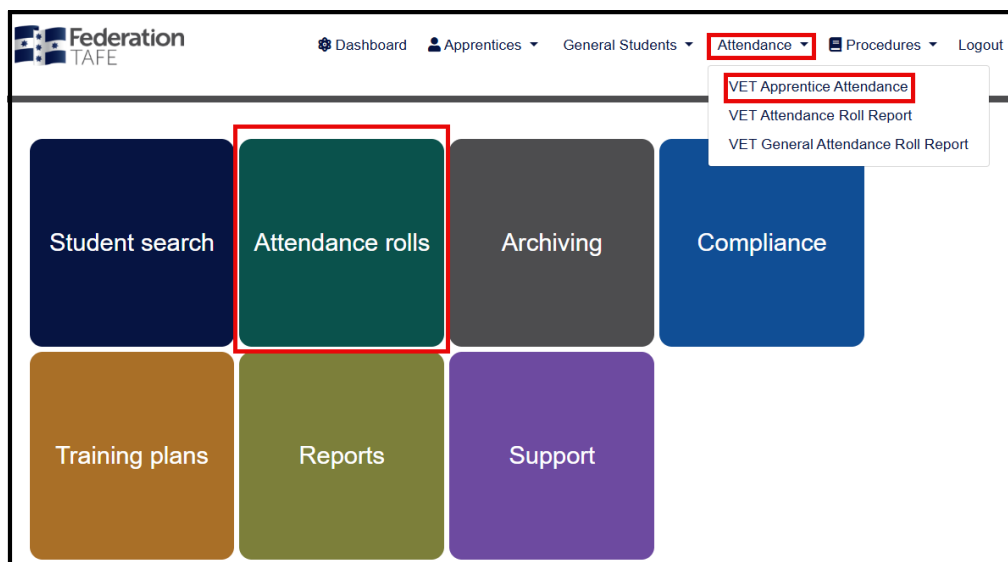 Federation
TAFE
Dashboard Apprentices General Students Attendance Procedures Logout
VET Apprentice Attendance
VET Attendance Roll Report
VET General Attendance Roll Report
Student search Attendance rolls Archiving Compliance
Training plans Reports Support